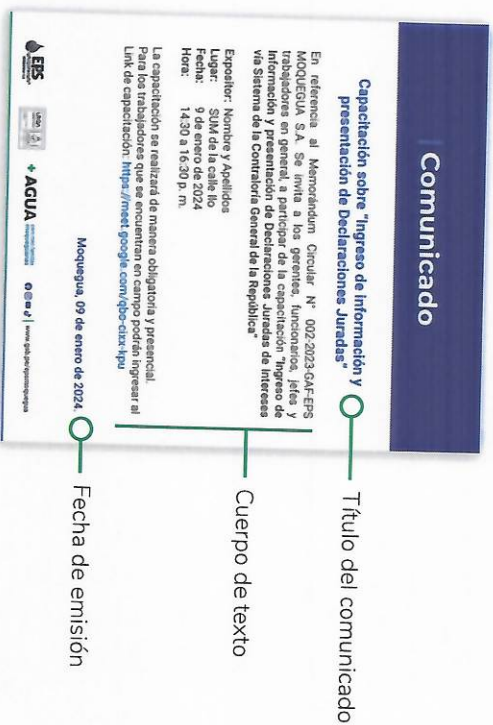 Comunicado
Capacitación sobre "Ingreso de información y
presentación de Declaraciones Juradas"
Título del comunicado
En referencia al Memorándum Circular N° 002-2023-GAF-EPS
MOQUEGUA S.A. Se invita a los gerentes, funcionarios, jefes y
trabajadores en general, a participar de la capacitación "Ingreso de
Información y presentación de Declaraciones Juradas de Intereses
vía Sistema de la Contraloría General de la República"
Expositor: Nombre y Apellidos
Lugar: SUM de la calle Ilo
Fecha: 9 de enero de 2024
Hora: 14:30 a 16:30 p. m.
La capacitación se realizará de manera obligatoria y presencial.
Para los trabajadores que se encuentran en campo podrán ingresar al
Link de capacitación: https://meet.google.com/gbo-cixx-kpu
Cuerpo de texto
Moquegua, 09 de enero de 2024.
Fecha de emisión
EPS
+ AGUA
www.gob.pe/epsmoquegua